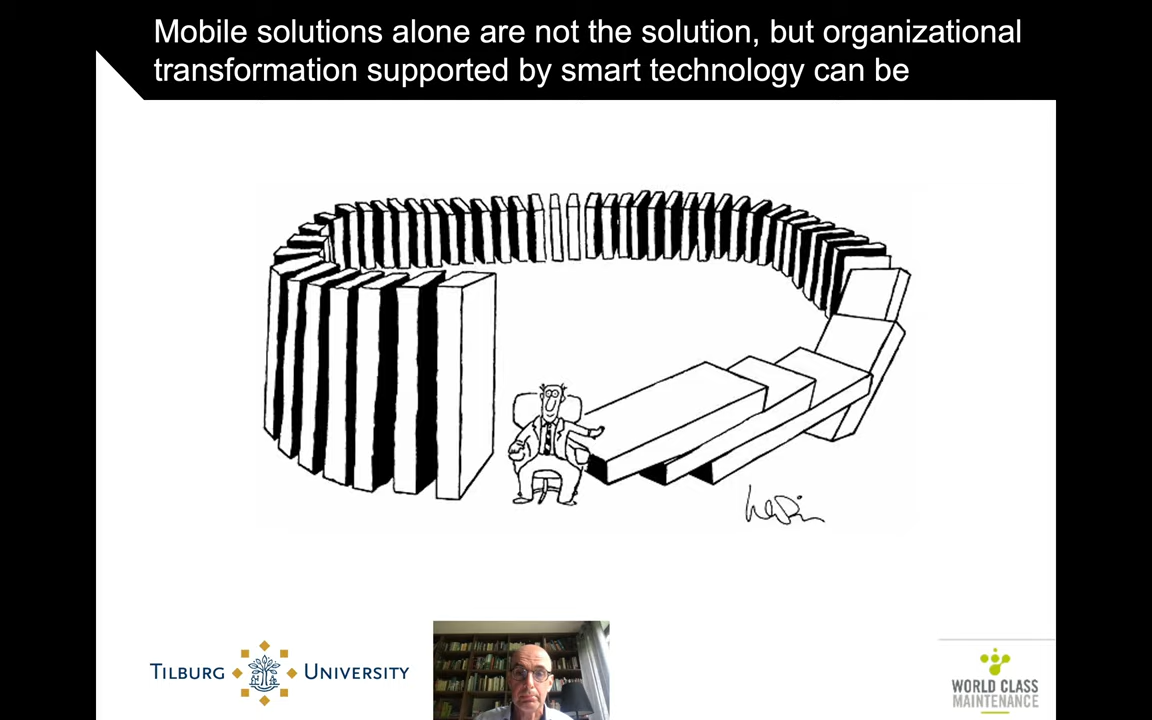 Mobile solutions alone are not the solution, but organizational
transformation supported by smart technology can be
TILBURG UNIVERSITY
WORLD CLASS
MAINTENANCE